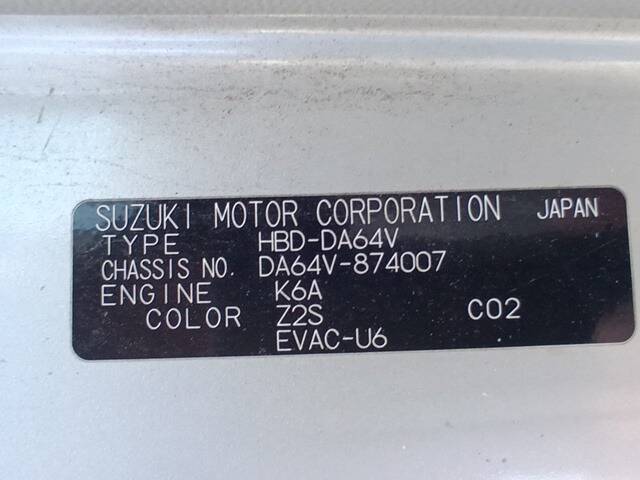 SUZUKI MOTOR CORPORATION JAPAN
TYPE HBD-DA64V
CHASSIS NO. DA64V-874007
ENGINE K6A
COLOR Z2S C02
EVAC-U6